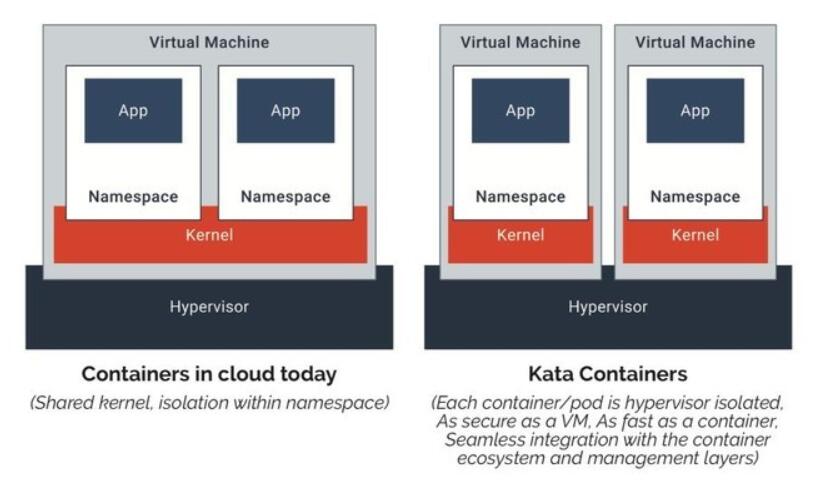 Virtual Machine
App
App
Namespace
Namespace
Kernel
Hypervisor
Containers in cloud today
(Shared kernel, isolation within namespace)
Virtual Machine
Virtual Machine
App
App
Namespace
Namespace
Kernel
Kernel
Hypervisor
Kata Containers
(Each container/pod is hypervisor isolated,
As secure as a VM, As fast as a container,
Seamless integration with the container
ecosystem and management layers)